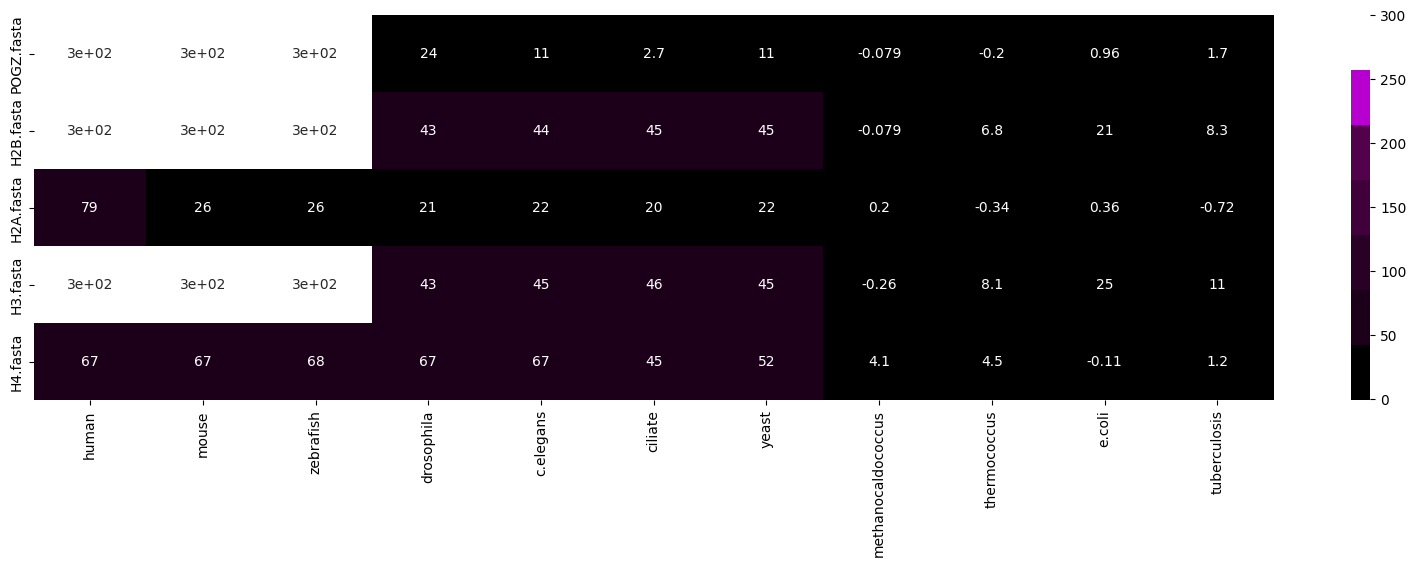 POGZ.fasta 3e+02 3e+02 3e+02 24 11 2.7 11 -0.079 -0.2 0.96 1.7
H2B.fasta 3e+02 3e+02 3e+02 43 44 45 45 -0.079 6.8 21 8.3
H2A.fasta 79 26 26 21 22 20 22 0.2 -0.34 0.36 -0.72
H3.fasta 3e+02 3e+02 3e+02 43 45 46 45 -0.26 8.1 25 11
H4.fasta 67 67 68 67 67 45 52 4.1 4.5 -0.11 1.2
human mouse zebrafish drosophila c.elegans ciliate yeast methanocaldococcus thermococcus e.coli tuberculosis
300
250
200
150
100
50
0